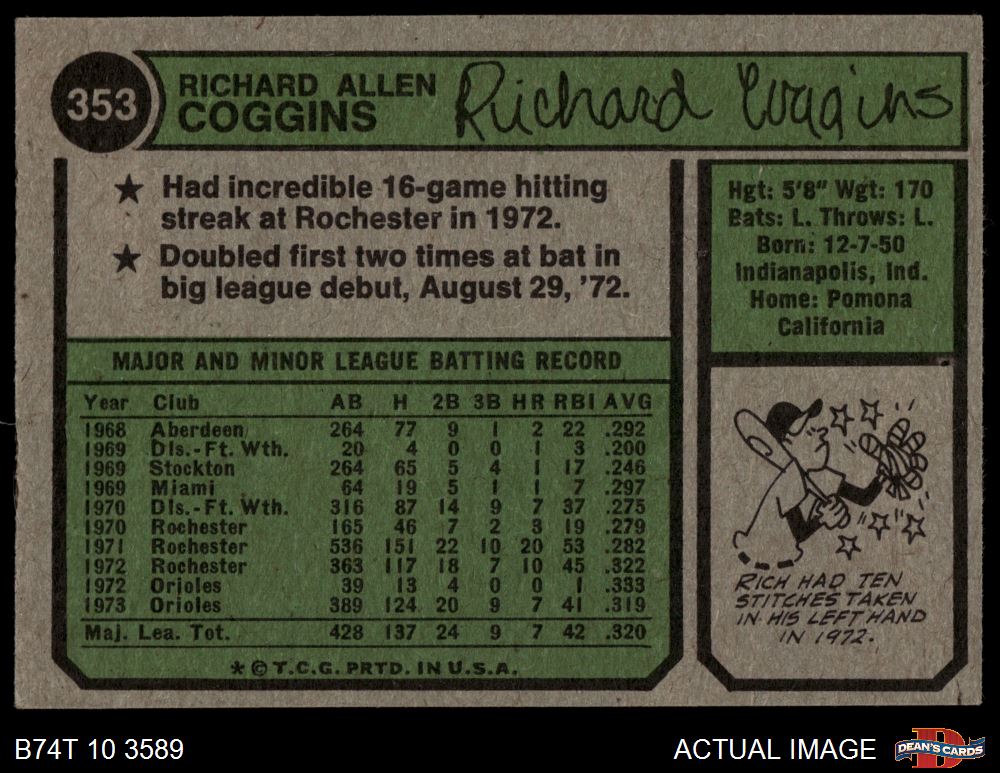 353
RICHARD ALLEN
COGGINS
Richard Coggins
★ Had incredible 16-game hitting
streak at Rochester in 1972.
★ Doubled first two times at bat in
big league debut, August 29, '72.
Hgt: 5'8" Wgt: 170
Bats: L. Throws: L.
Born: 12-7-50
Indianapolis, Ind.
Home: Pomona
California
MAJOR AND MINOR LEAGUE BATTING RECORD
Year Club AB H 2B 3B HR RBI AVG
1968 Aberdeen 264 77 9 1 2 22 .292
1969 Dls.-Ft. Wth. 20 4 0 0 1 3 .200
1969 Stockton 264 65 5 4 1 17 .246
1969 Miami 64 19 5 1 1 7 .297
1970 Dls.-Ft. Wth. 316 87 14 9 7 37 .275
1970 Rochester 165 46 7 2 3 19 .279
1971 Rochester 536 151 22 10 20 53 .282
1972 Rochester 363 117 18 7 10 45 .322
1972 Orioles 39 13 4 0 0 1 .333
1973 Orioles 389 124 20 9 7 41 .319
Maj. Lea. Tot. 428 137 24 9 7 42 .320
* © T.C.G. PRTD. IN U.S.A.
RICH HAD TEN
STITCHES TAKEN
IN HIS LEFT HAND
IN 1972.
B74T 10 3589
ACTUAL IMAGE
D
DEAN'S CARDS